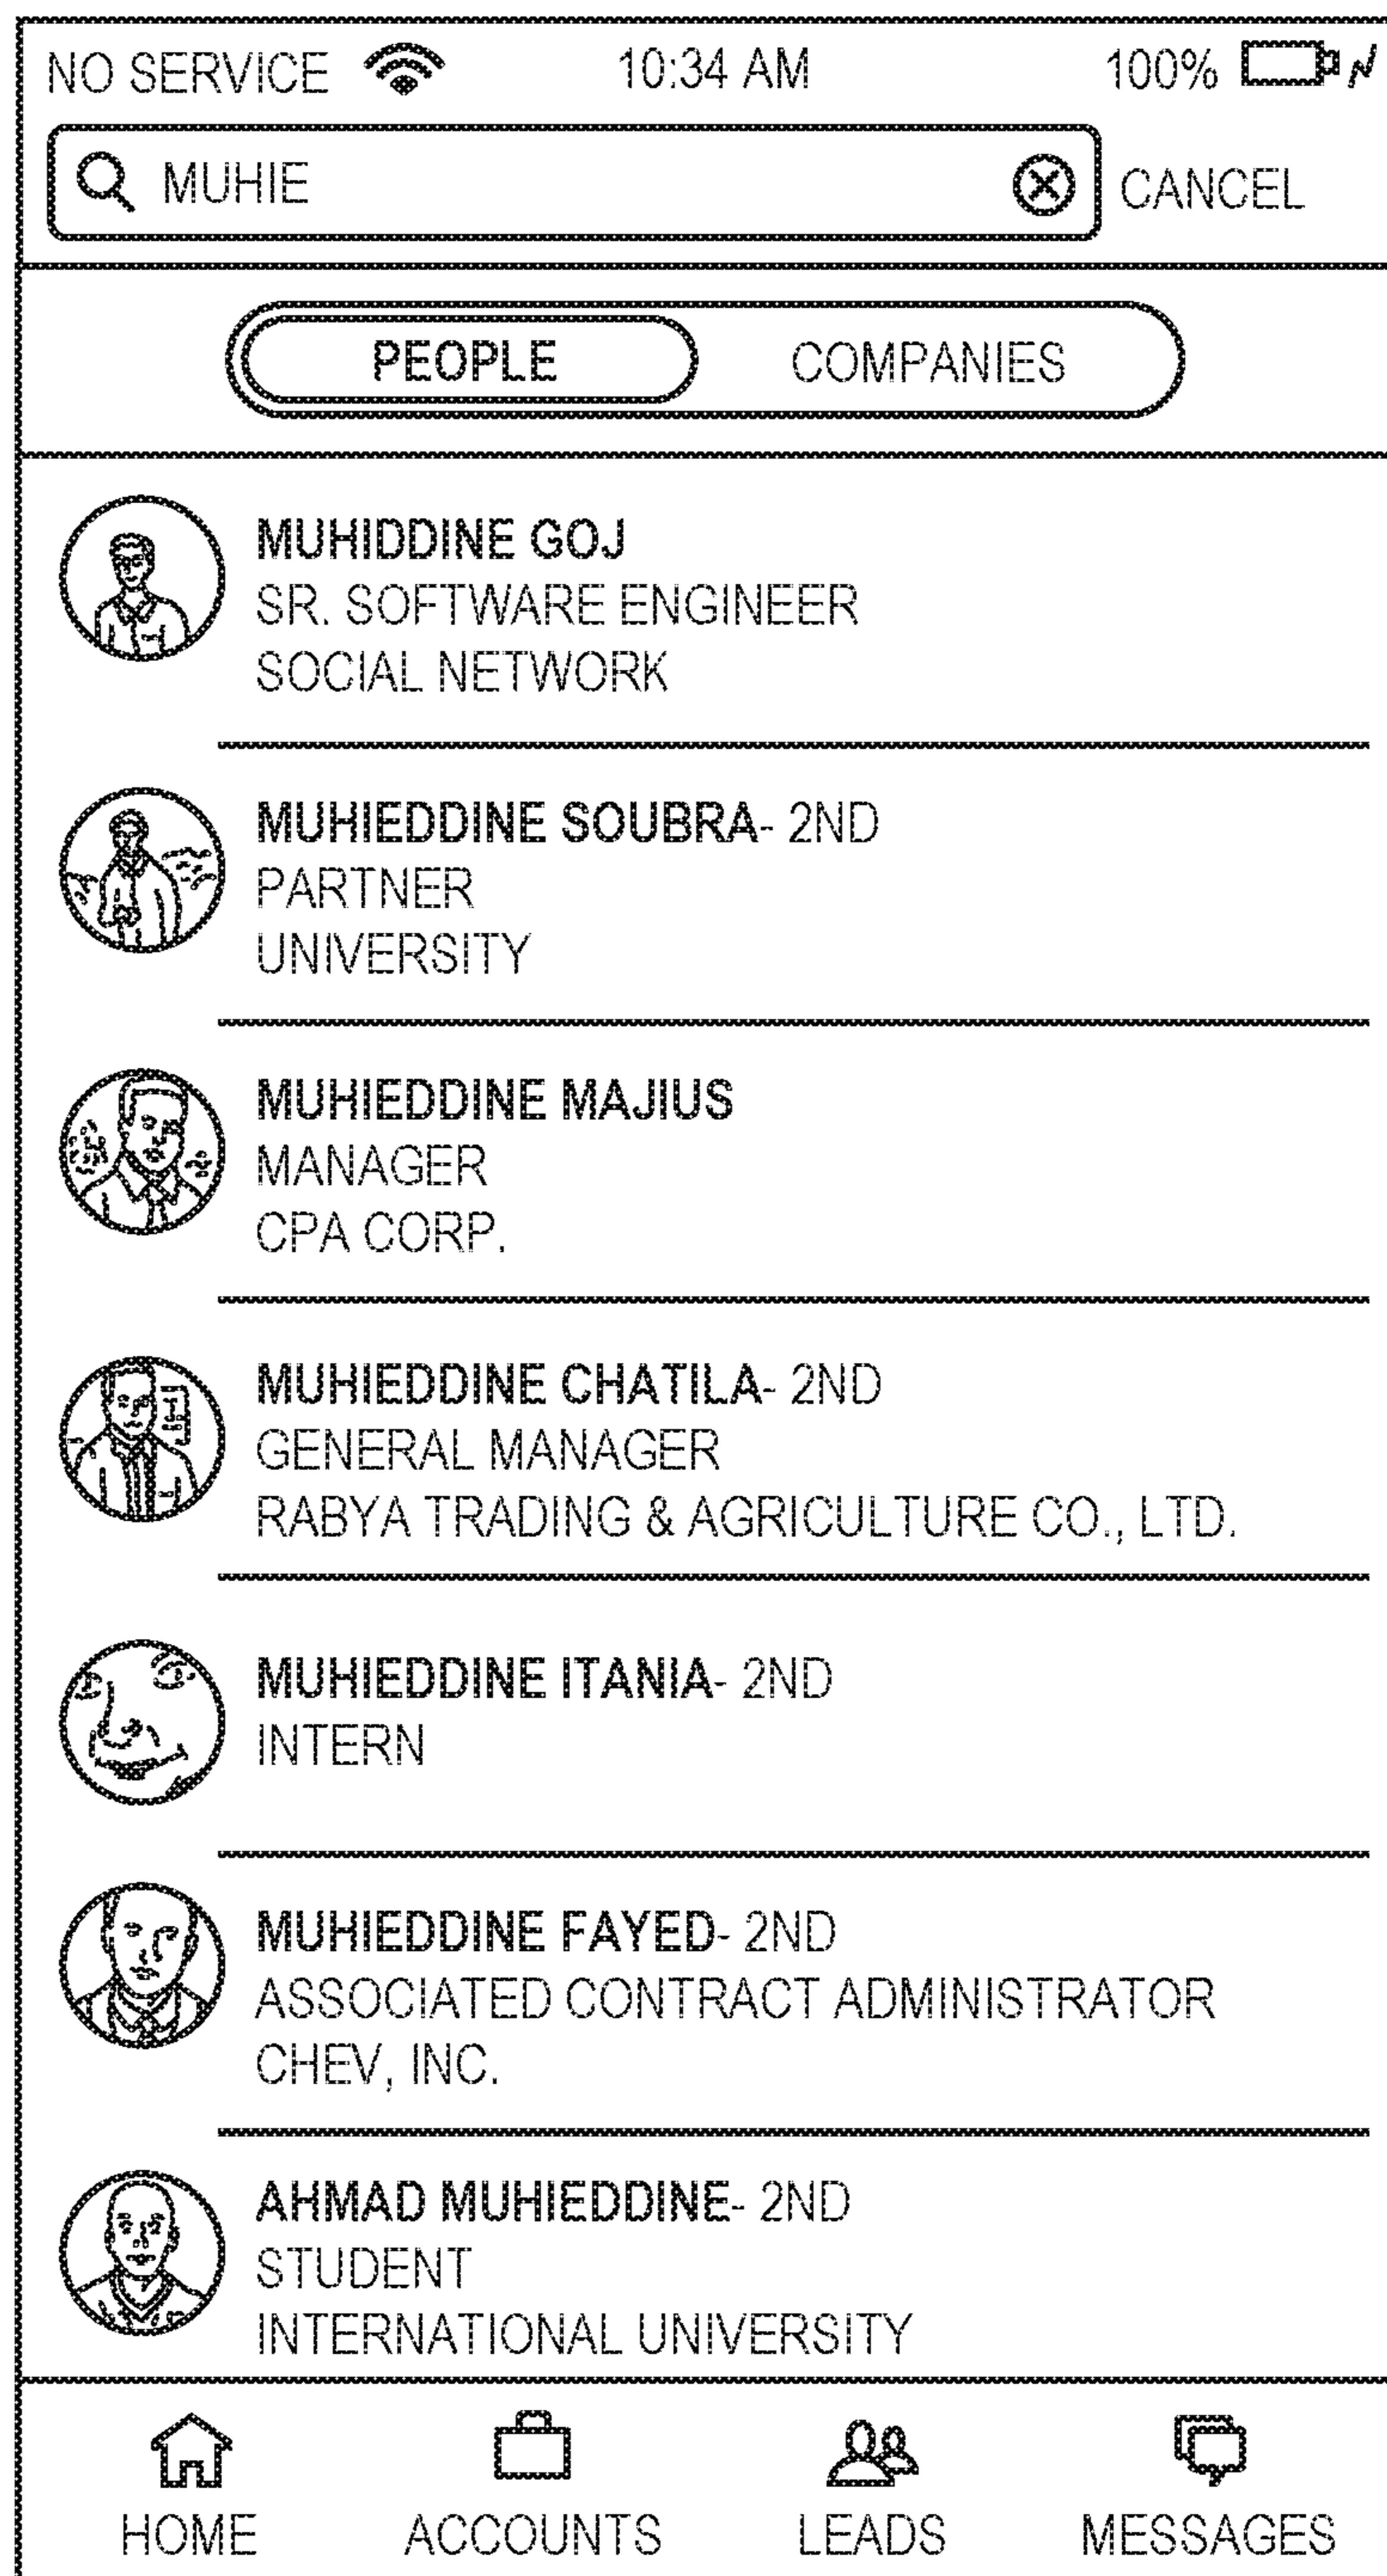 NO SERVICE 10:34 AM 100%
MUHIE CANCEL
PEOPLE COMPANIES
MUHIDDINE GOJ
SR. SOFTWARE ENGINEER
SOCIAL NETWORK
MUHIEDDINE SOUBRA- 2ND
PARTNER
UNIVERSITY
MUHIEDDINE MAJIUS
MANAGER
CPA CORP.
MUHIEDDINE CHATILA- 2ND
GENERAL MANAGER
RABYA TRADING & AGRICULTURE CO., LTD.
MUHIEDDINE ITANIA- 2ND
INTERN
MUHIEDDINE FAYED- 2ND
ASSOCIATED CONTRACT ADMINISTRATOR
CHEV, INC.
AHMAD MUHIEDDINE- 2ND
STUDENT
INTERNATIONAL UNIVERSITY
HOME ACCOUNTS LEADS MESSAGES